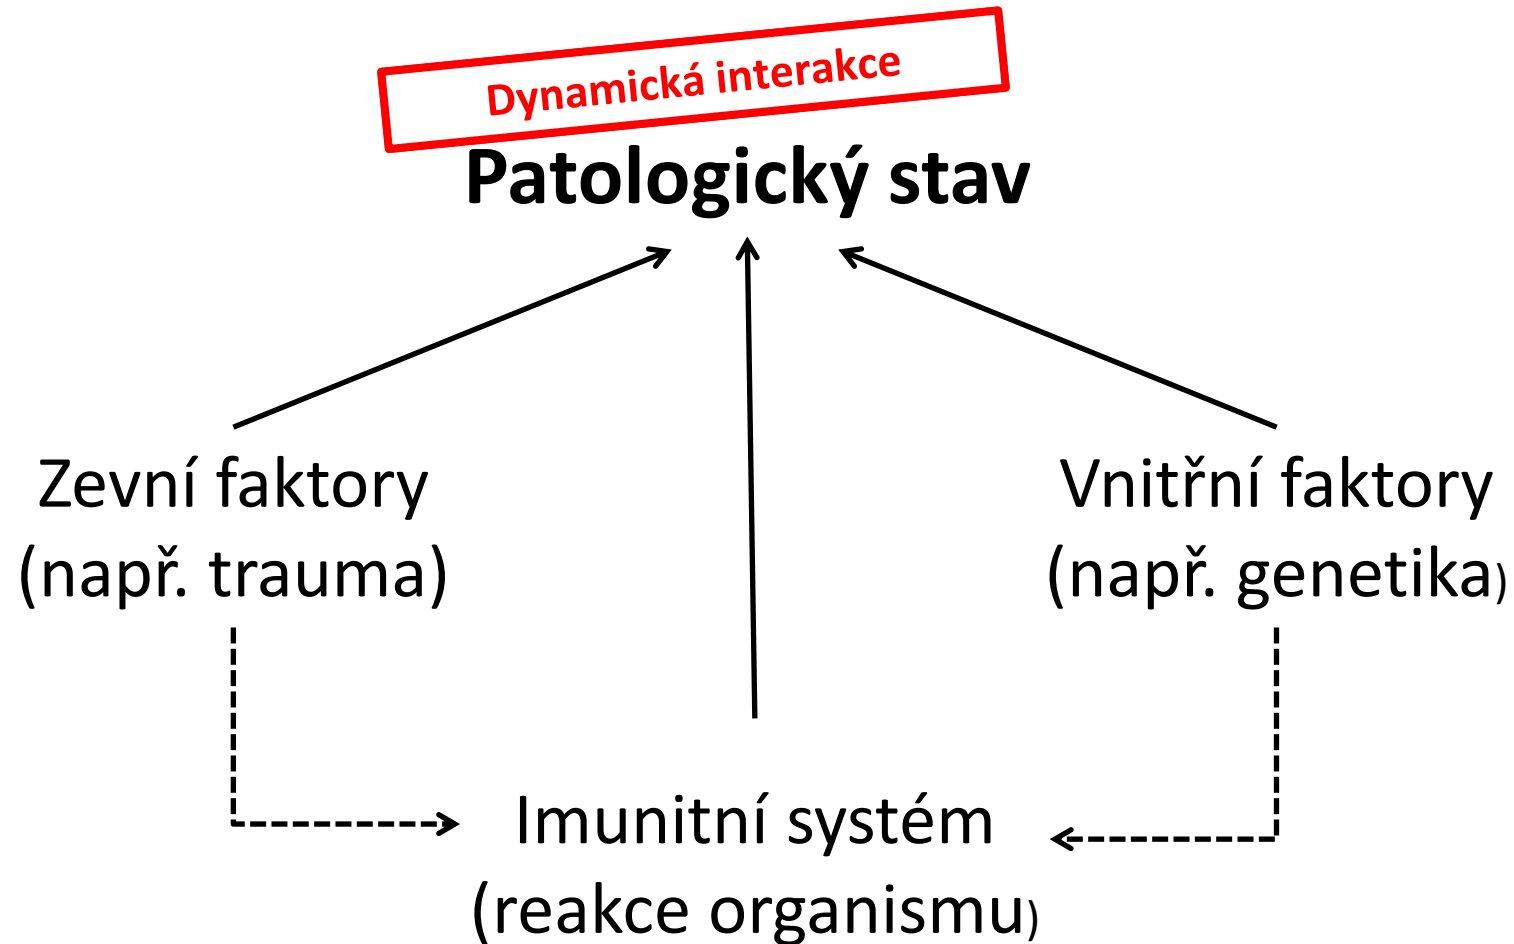 Dynamická interakce
Patologický stav
Zevní faktory
(např. trauma)
Vnitřní faktory
(např. genetika)
Imunitní systém
(reakce organismu)